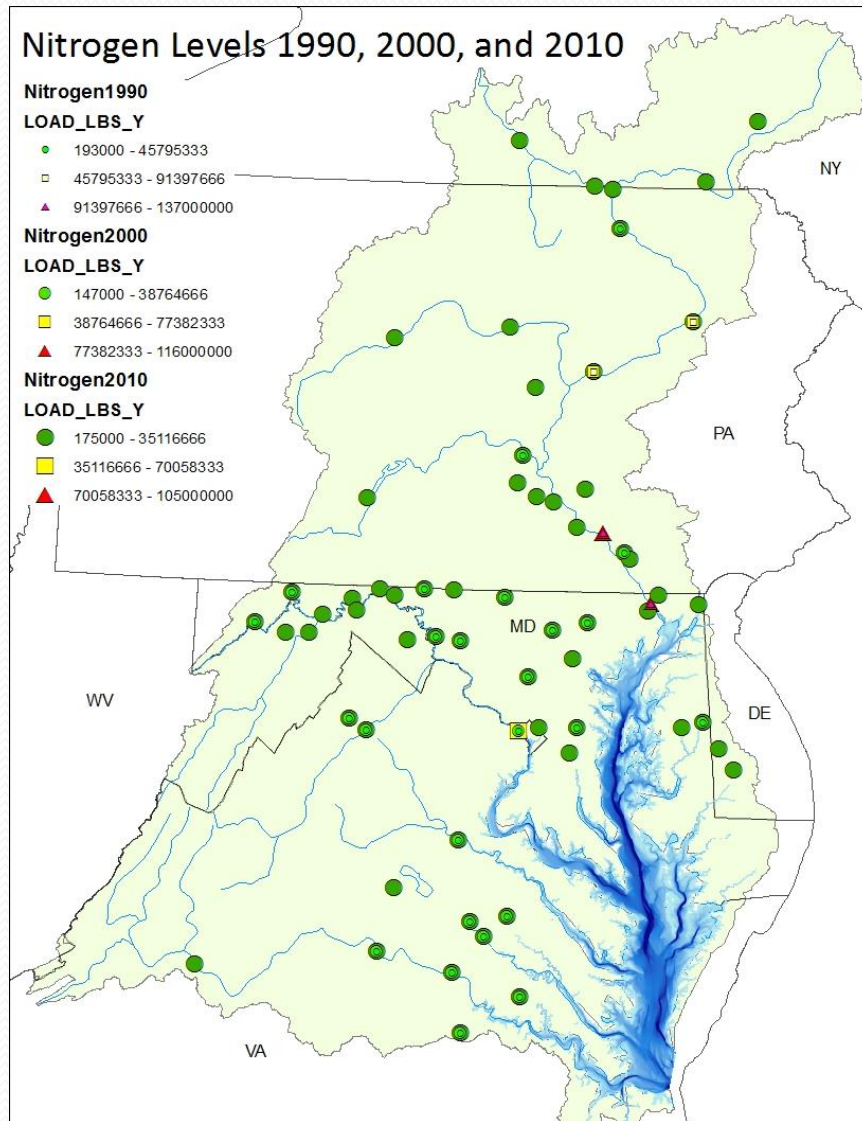 Nitrogen Levels 1990, 2000, and 2010
Nitrogen1990
LOAD_LBS_Y
193000 - 45795333
45795333 - 91397666
91397666 - 137000000
Nitrogen2000
LOAD_LBS_Y
147000 - 38764666
38764666 - 77382333
77382333 - 116000000
Nitrogen2010
LOAD_LBS_Y
175000 - 35116666
35116666 - 70058333
70058333 - 105000000
NY
PA
MD
WV
DE
VA